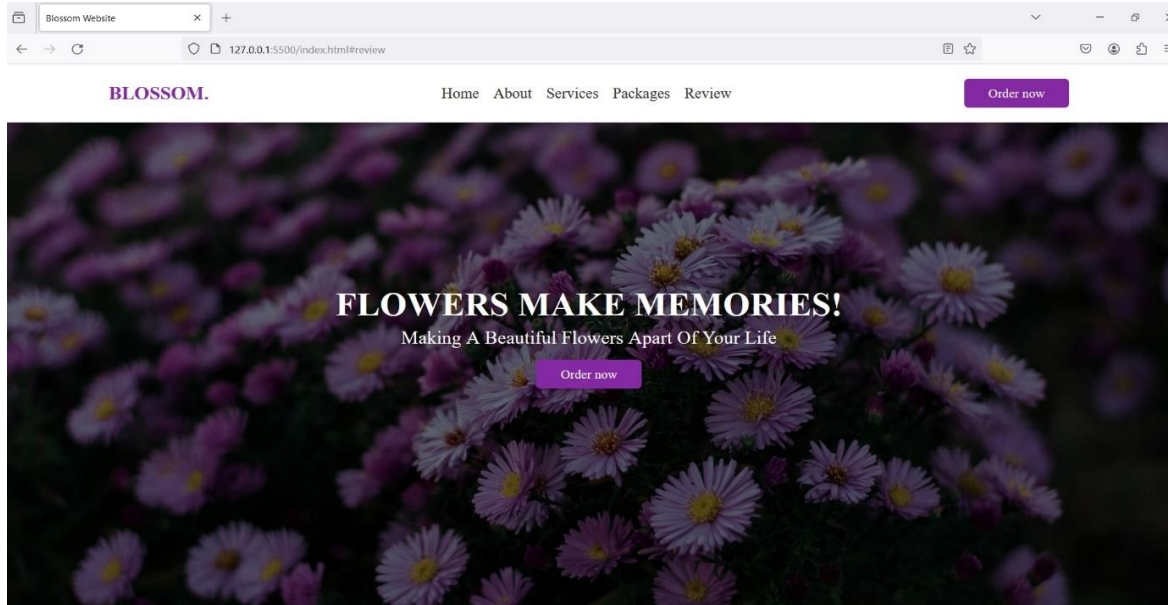 Blossom Website
127.0.0.1:5500/index.html#review
BLOSSOM.
Home About Services Packages Review
Order now
FLOWERS MAKE MEMORIES!
Making A Beautiful Flowers Apart Of Your Life
Order now